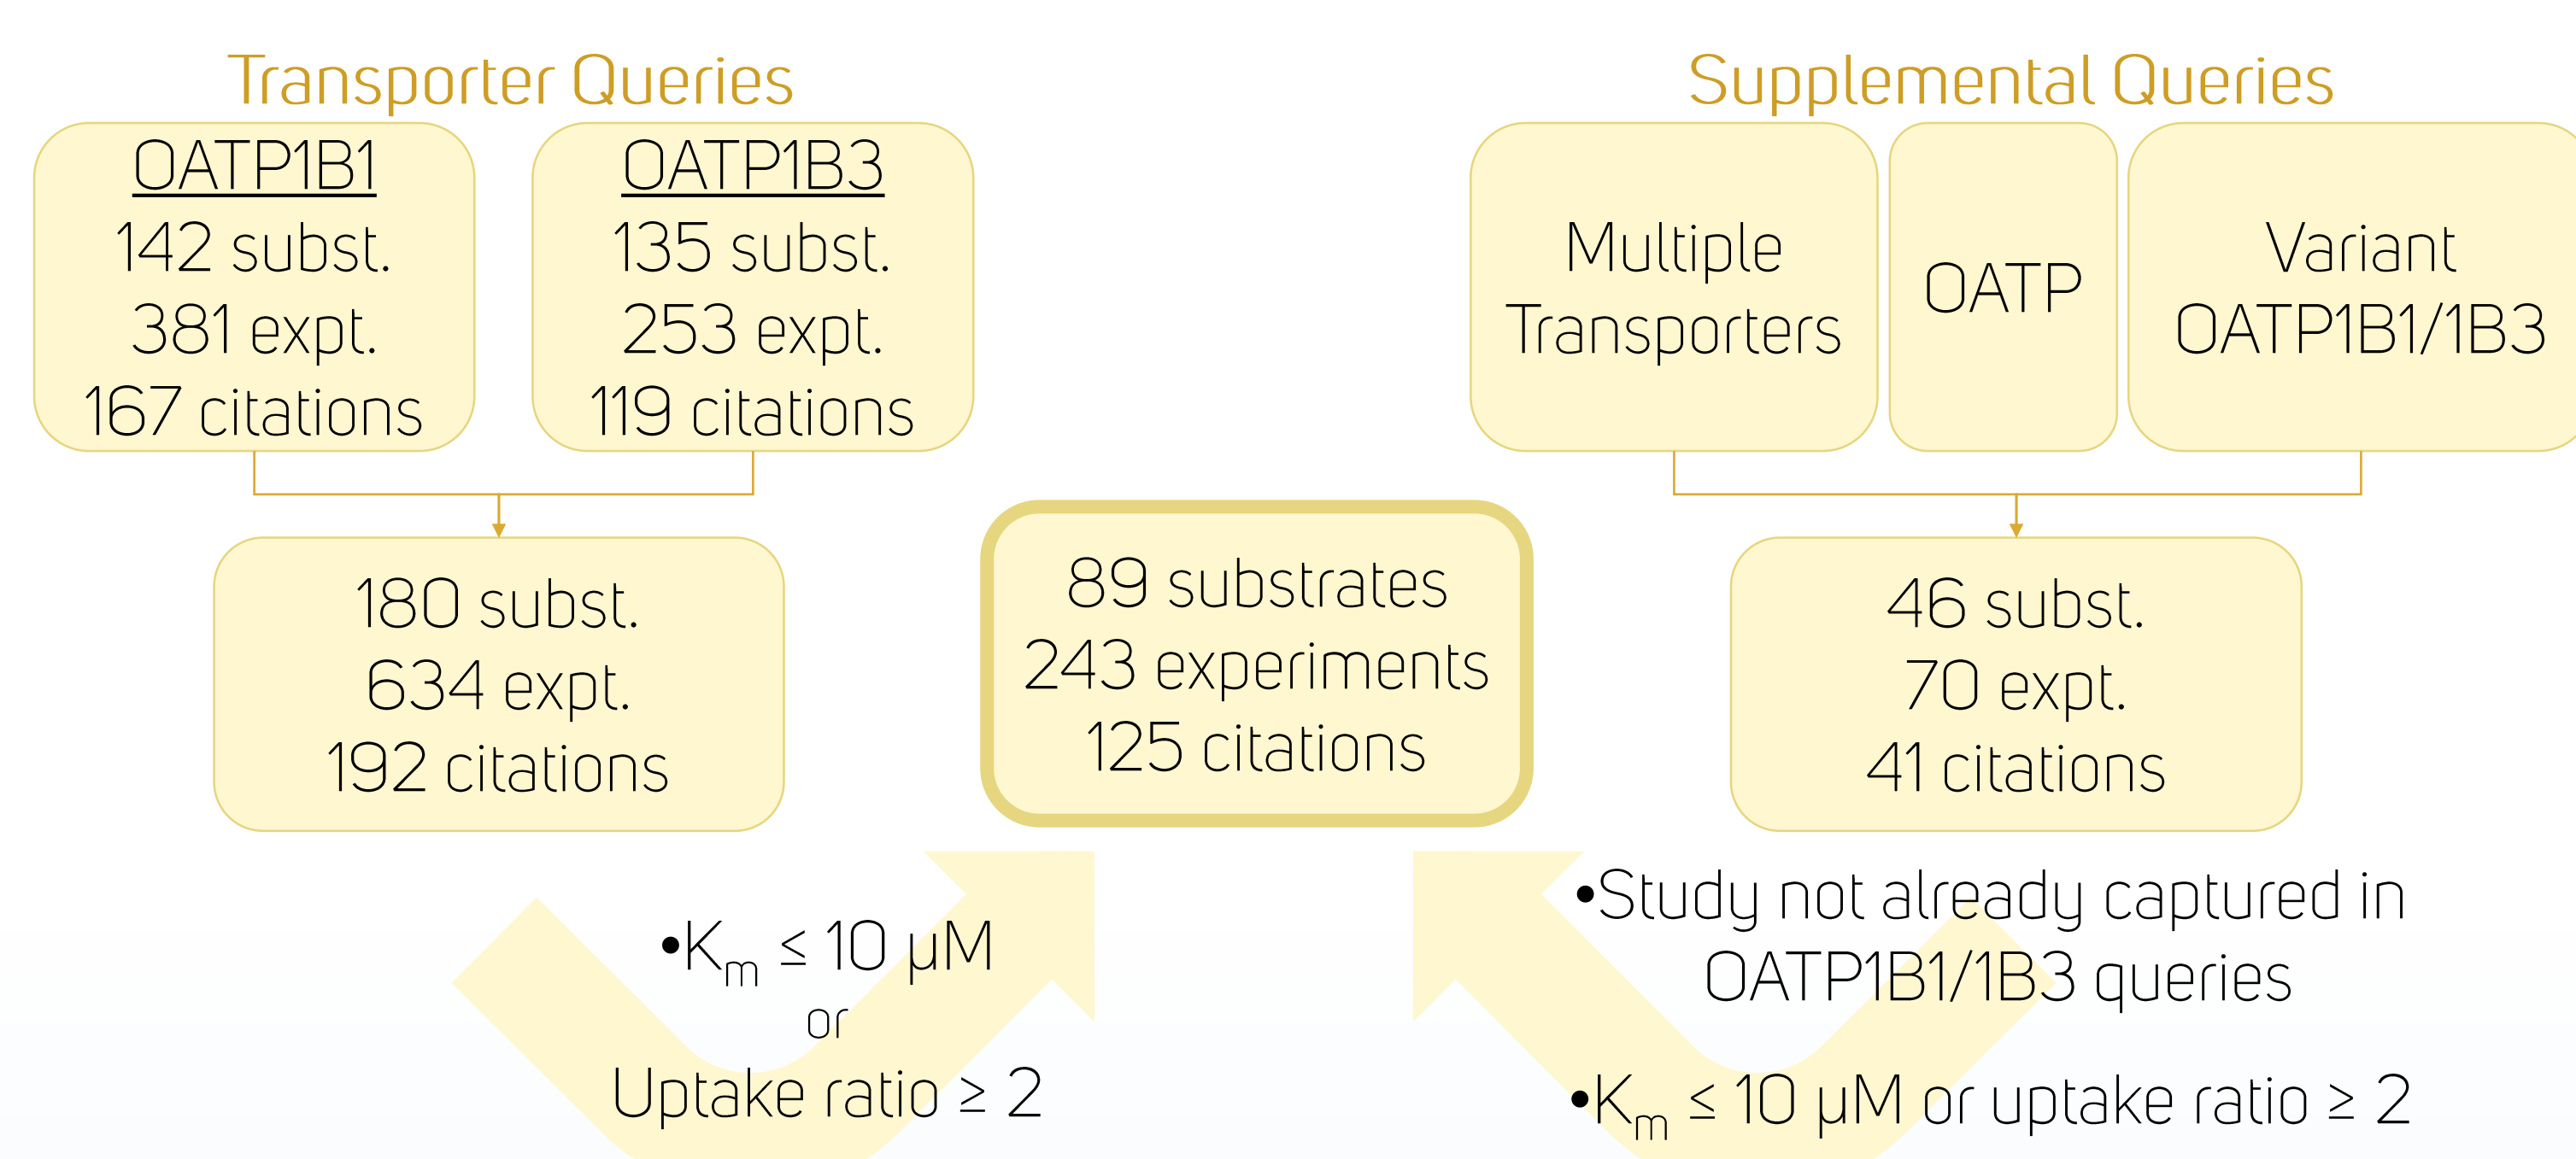 Transporter Queries
OATP1B1
142 subst.
381 expt.
167 citations
OATP1B3
135 subst.
253 expt.
119 citations
180 subst.
634 expt.
192 citations
•Km ≤ 10 µM
or
Uptake ratio ≥ 2
89 substrates
243 experiments
125 citations
Supplemental Queries
Multiple
Transporters
OATP
Variant
OATP1B1/1B3
46 subst.
70 expt.
41 citations
•Study not already captured in
OATP1B1/1B3 queries
•Km ≤ 10 µM or uptake ratio ≥ 2